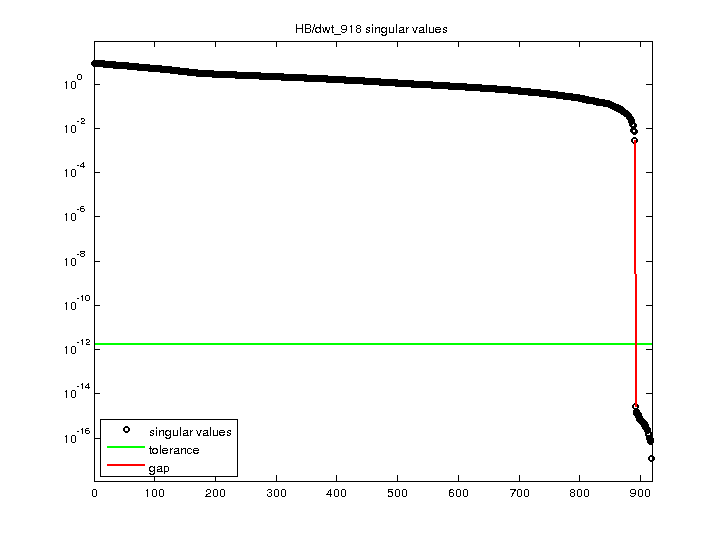 HB/dwt_918 singular values
10^0
10^-2
10^-4
10^-6
10^-8
10^-10
10^-12
10^-14
10^-16
singular values
tolerance
gap
0 100 200 300 400 500 600 700 800 900